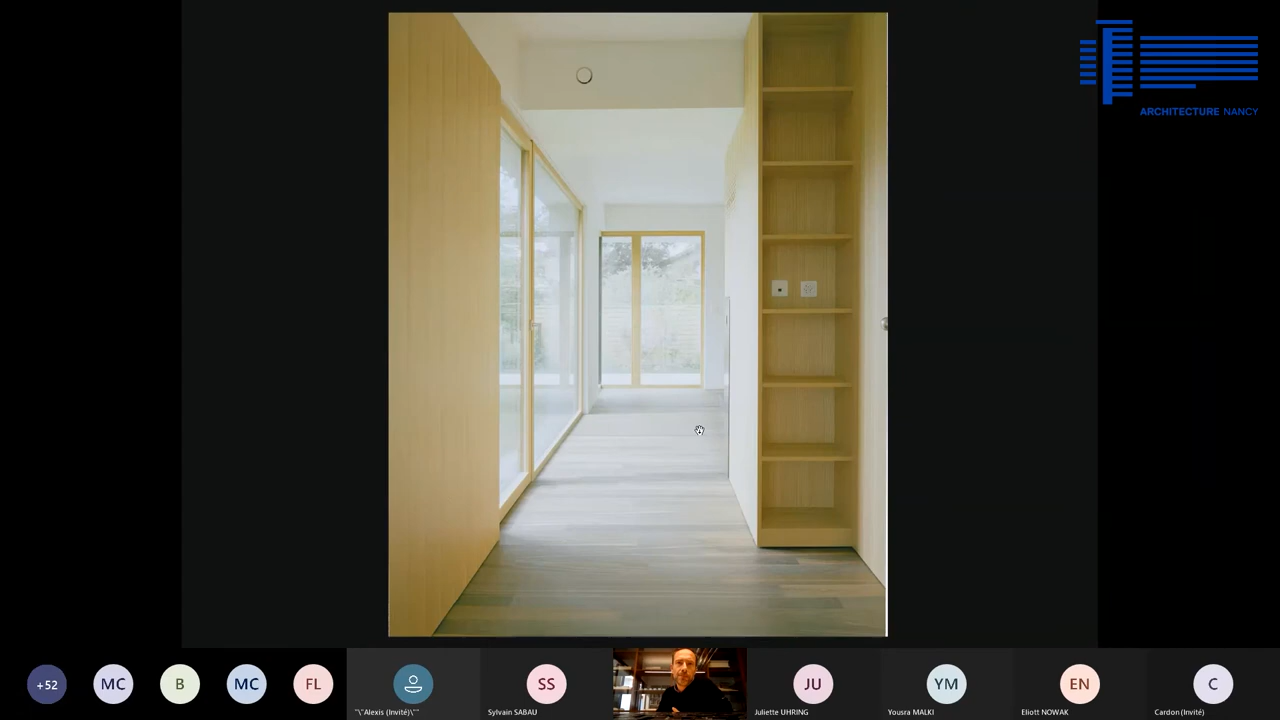 ARCHITECTURE NANCY
+52
MC
B
MC
FL
"\"Alexis (Invité)\""
SS
Sylvain SABAU
JU
Juliette UHRING
YM
Yousra MALKI
EN
Eliott NOWAK
C
Cardon (Invité)